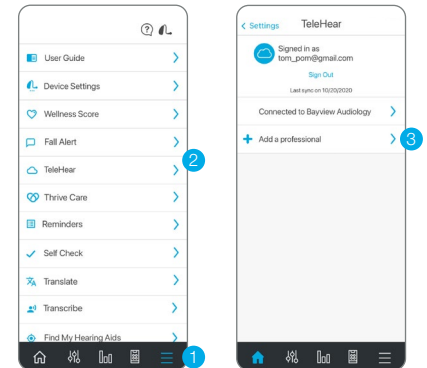 ?
User Guide
Device Settings
Wellness Score
Fall Alert
TeleHear
2
Thrive Care
Reminders
Self Check
Translate
Transcribe
Find My Hearing Aids
1
Settings
TeleHear
Signed in as
tom_pom@gmail.com
Sign Out
Last sync on 10/20/2020
Connected to Bayview Audiology
Add a professional
3